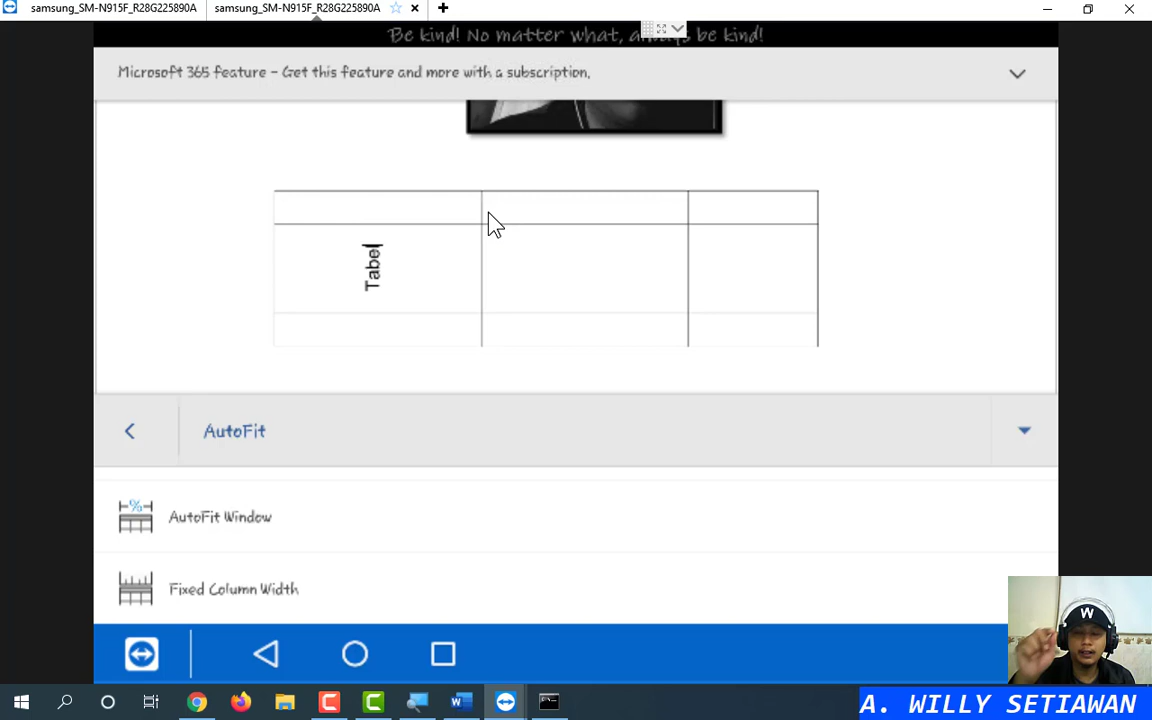 samsung_SM-N915F_R28G225890A
samsung_SM-N915F_R28G225890A
Be kind! No matter what, always be kind!
Microsoft 365 feature - Get this feature and more with a subscription.
Tabel
AutoFit
AutoFit Window
Fixed Column Width
W
A. WILLY SETIAWAN